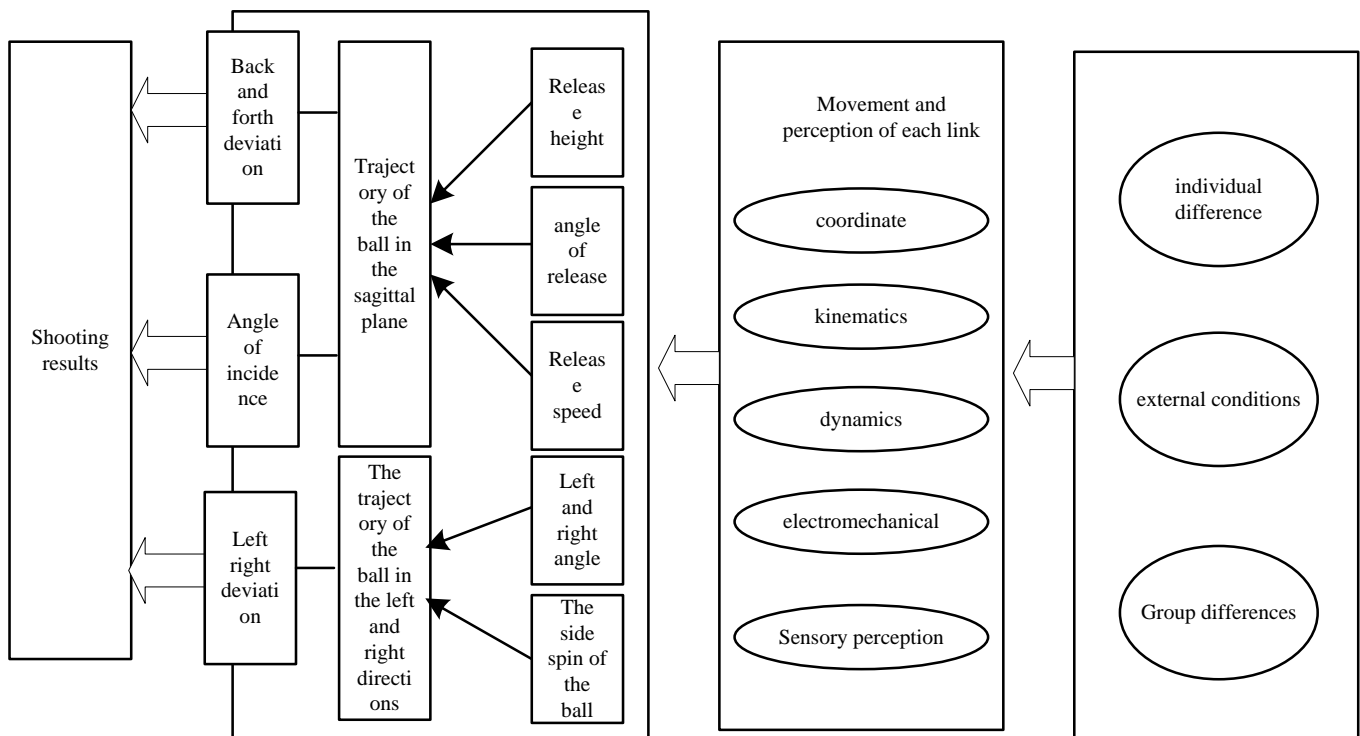 Shooting
results
Back
and
forth
deviati
on
Angle
of
incide
nce
Left
right
deviati
on
Traject
ory of
the
ball in
the
sagittal
plane
The
traject
ory of
the
ball in
the left
and
right
directi
ons
Releas
e
height
angle
of
release
Releas
e
speed
Left
and
right
angle
The
side
spin of
the
ball
Movement and
perception of each link
coordinate
kinematics
dynamics
electromechanical
Sensory perception
individual
difference
external conditions
Group differences